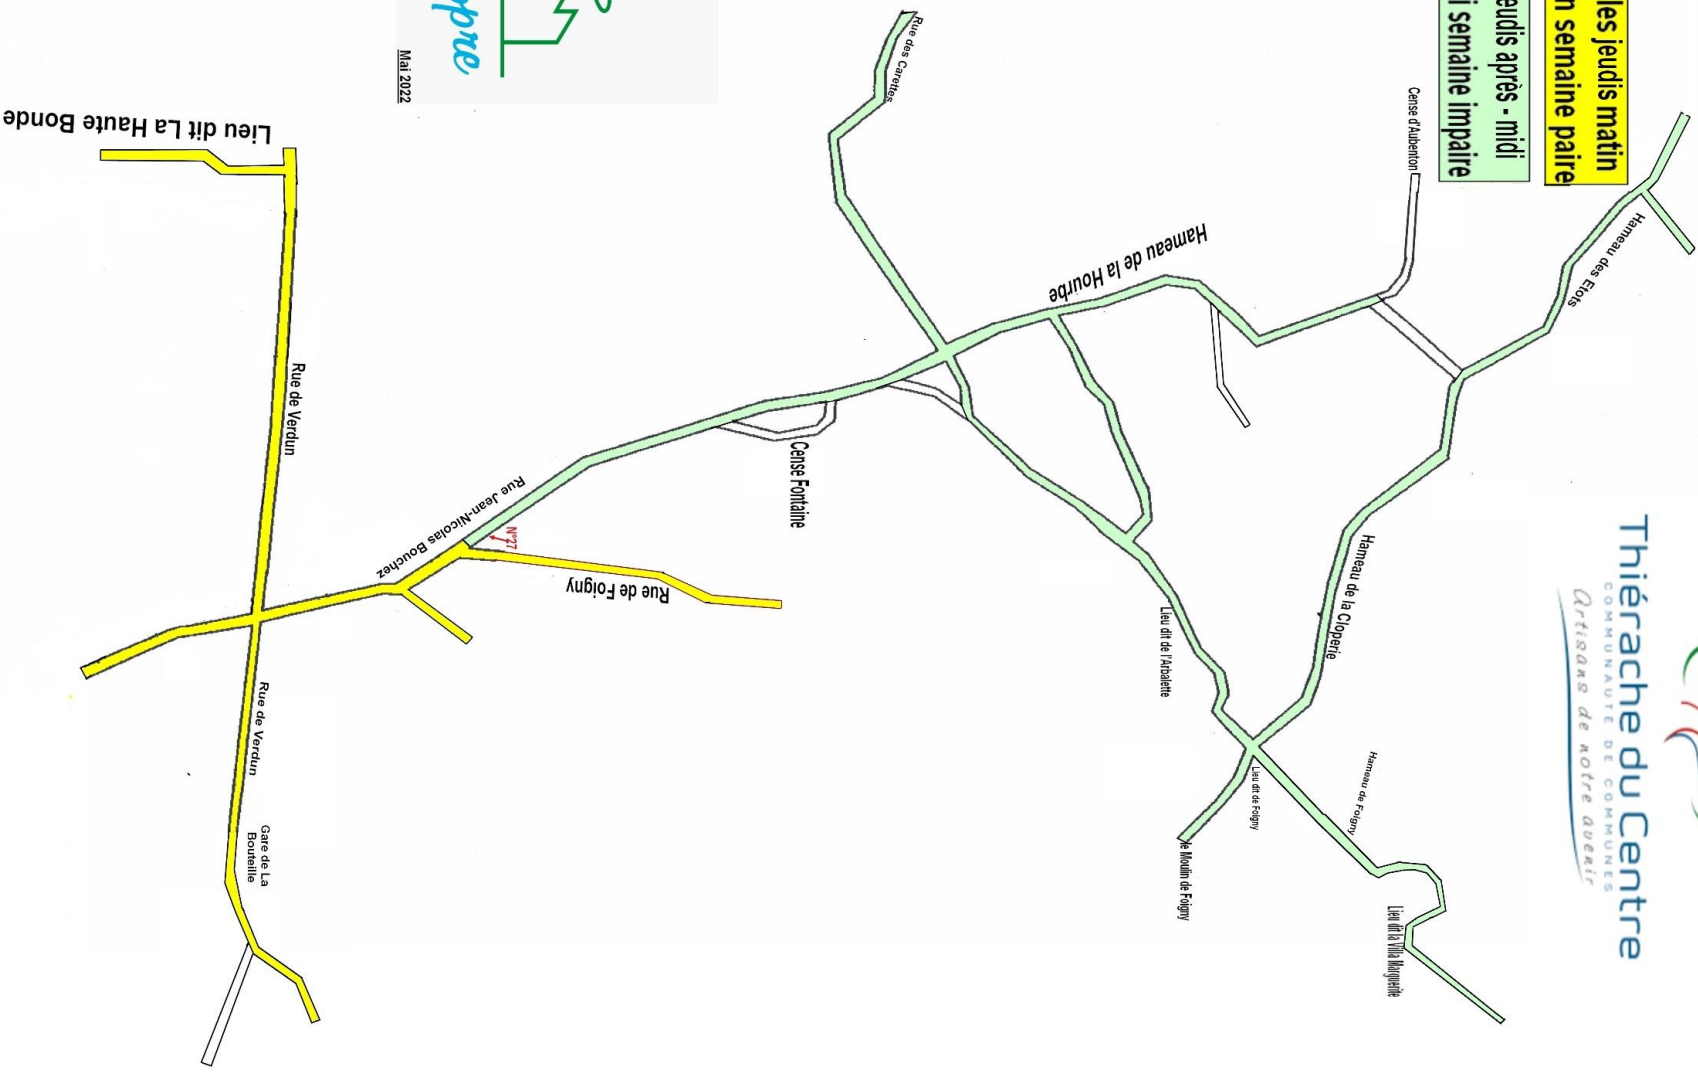 les jeudis matin
n semaine paire
eudis après - midi
i semaine impaire
Thiérache du Centre
COMMUNAUTÉ DE COMMUNES
Artisans de notre avenir
opre
Mai 2022
Rue des Carettes
Cense d'Aubenton
Hameau des Etots
Hameau de la Hourbe
Lieu dit La Haute Bonde
Rue de Verdun
Cense Fontaine
Rue Jean-Nicolas Bouchez
N°27
Rue de Foigny
Hameau de la Cloperie
Lieu dit de l'Arbalette
Rue de Verdun
Lieu dit de Foigny
Hameau de Foigny
Gare de La
Bouteille
le Moulin de Foigny
Lieu dit la Villa Marguerite